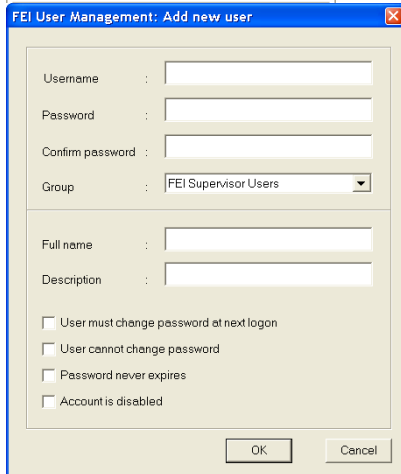 FEI User Management: Add new user
Username :
Password :
Confirm password :
Group : FEI Supervisor Users
Full name :
Description :
User must change password at next logon
User cannot change password
Password never expires
Account is disabled
OK Cancel